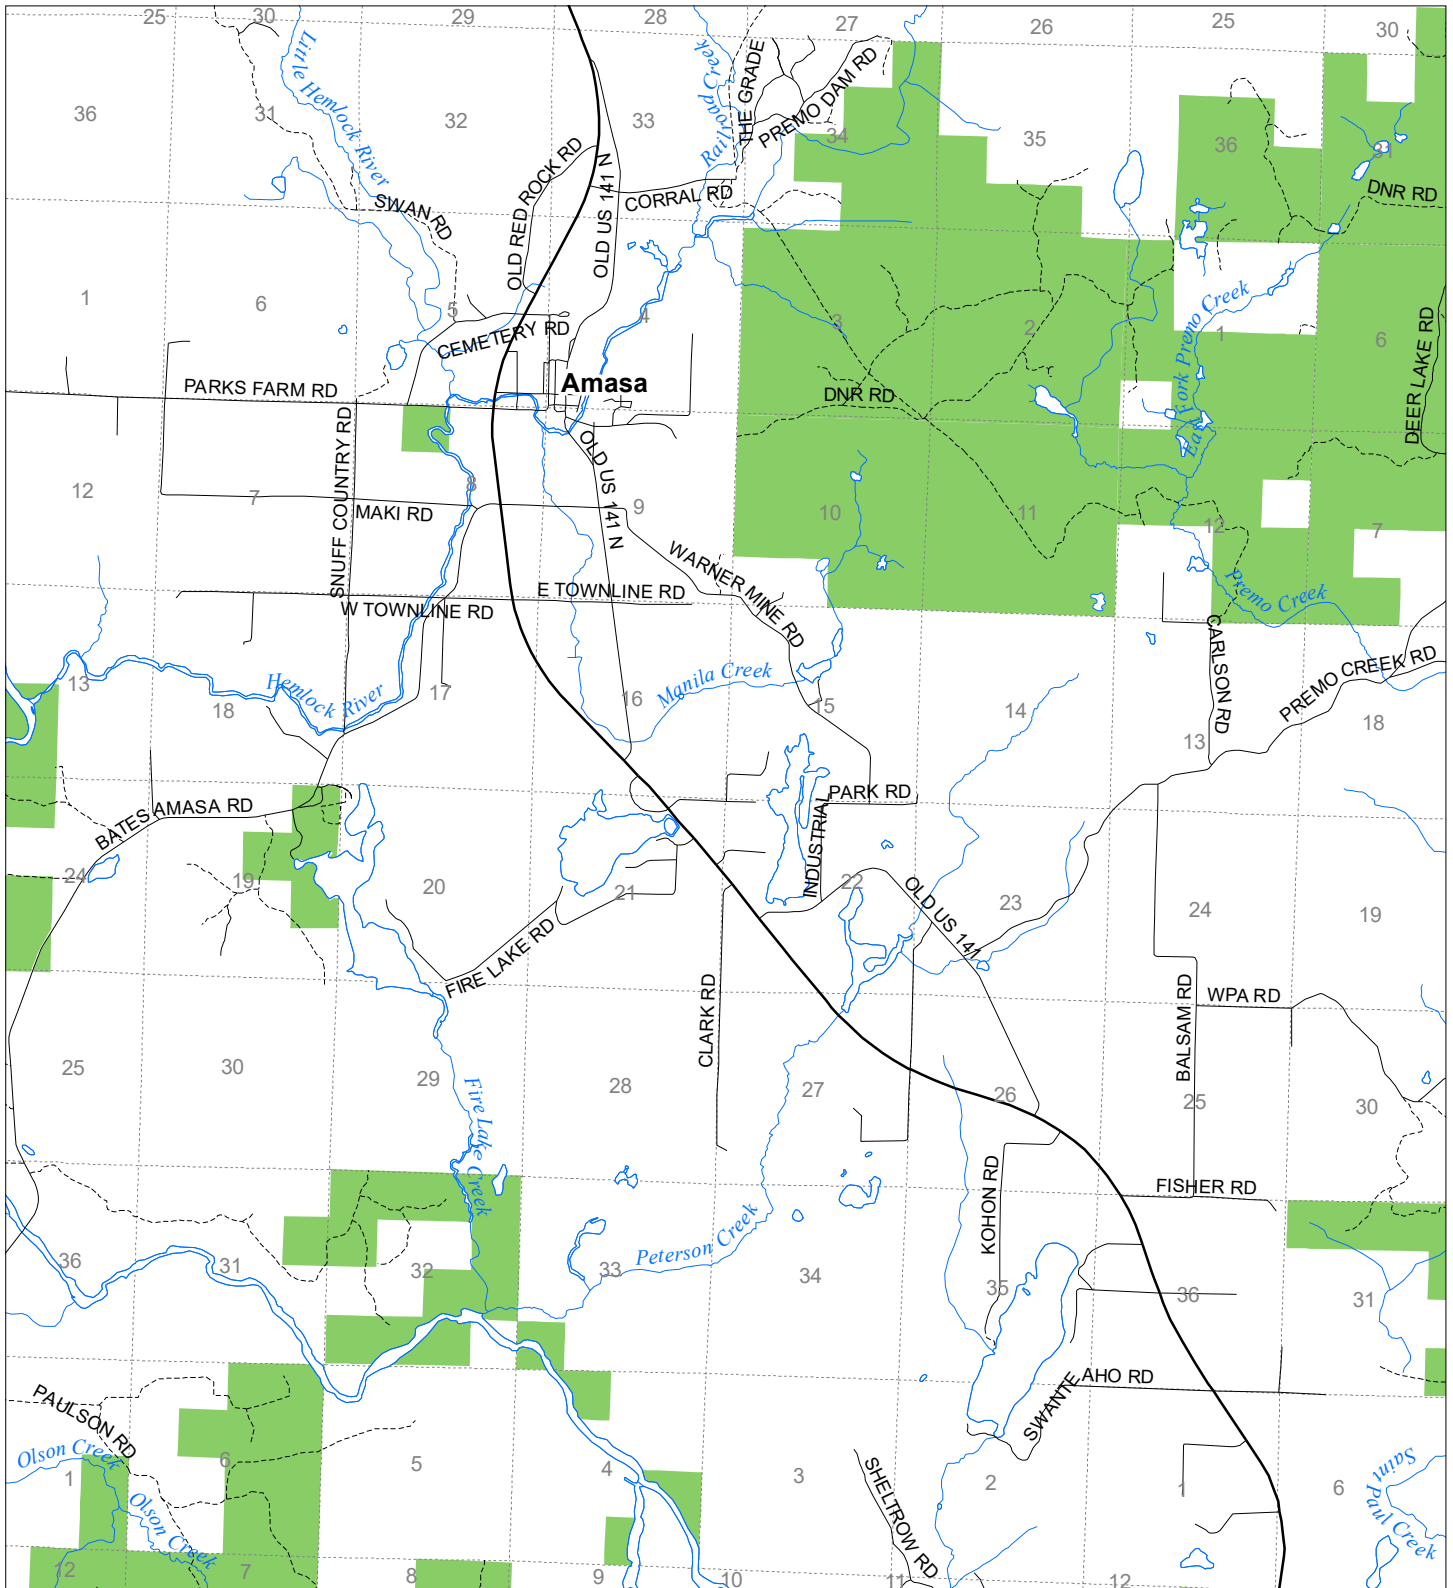 25
30
29
28
27
26
25
30
36
31
Little Hemlock River
32
33
Railroad Creek
THE GRADE
PREMO DAM RD
34
35
36
31
DNR RD
SWAN RD
OLD RED ROCK RD
OLD US 141 N
CORRAL RD
1
6
5
4
3
2
1
6
East Fork Premo Creek
DEER LAKE RD
CEMETERY RD
Amasa
PARKS FARM RD
DNR RD
SNUFF COUNTRY RD
OLD US 141 N
12
7
8
9
10
11
12
7
MAKI RD
WARNER MINE RD
E TOWNLINE RD
W TOWNLINE RD
Premo Creek
CARLSON RD
PREMO CREEK RD
13
18
Hemlock River
17
16
Manila Creek
15
14
13
18
BATES AMASA RD
INDUSTRIAL
PARK RD
24
19
20
21
22
OLD US 141
23
24
19
FIRE LAKE RD
CLARK RD
BALSAM RD
WPA RD
25
30
29
28
27
26
25
30
Fire Lake Creek
KOHON RD
FISHER RD
36
31
32
33
Peterson Creek
34
35
36
31
SWANTE
AHO RD
PAULSON RD
Olson Creek
1
6
5
4
3
2
1
6
Saint Paul Creek
Olson Creek
SHELTROW RD
12
7
8
9
10
11
12